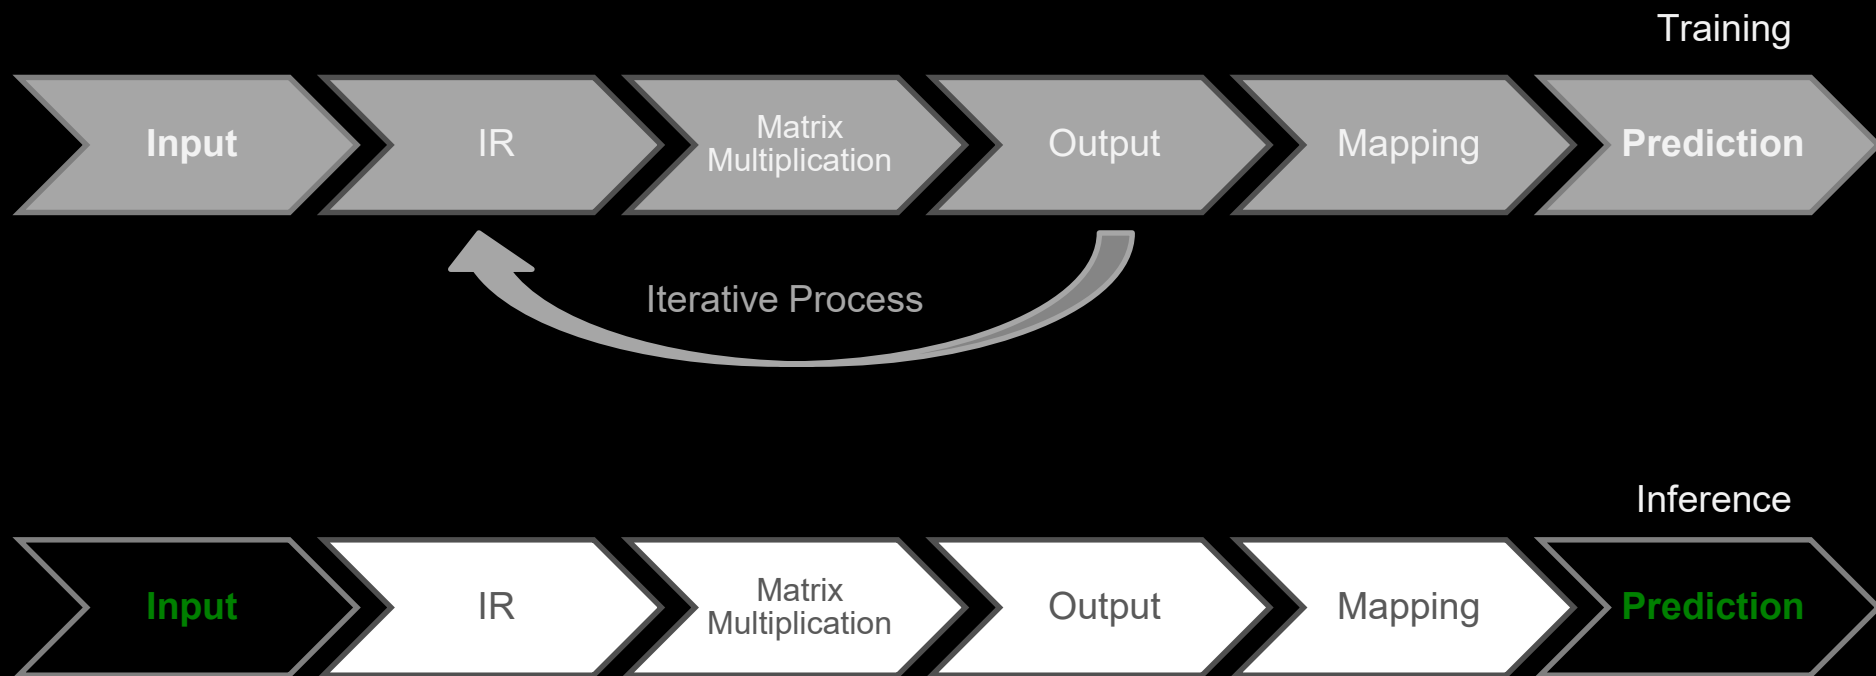 Training
Input
IR
Matrix
Multiplication
Output
Mapping
Prediction
Iterative Process
Inference
Input
IR
Matrix
Multiplication
Output
Mapping
Prediction